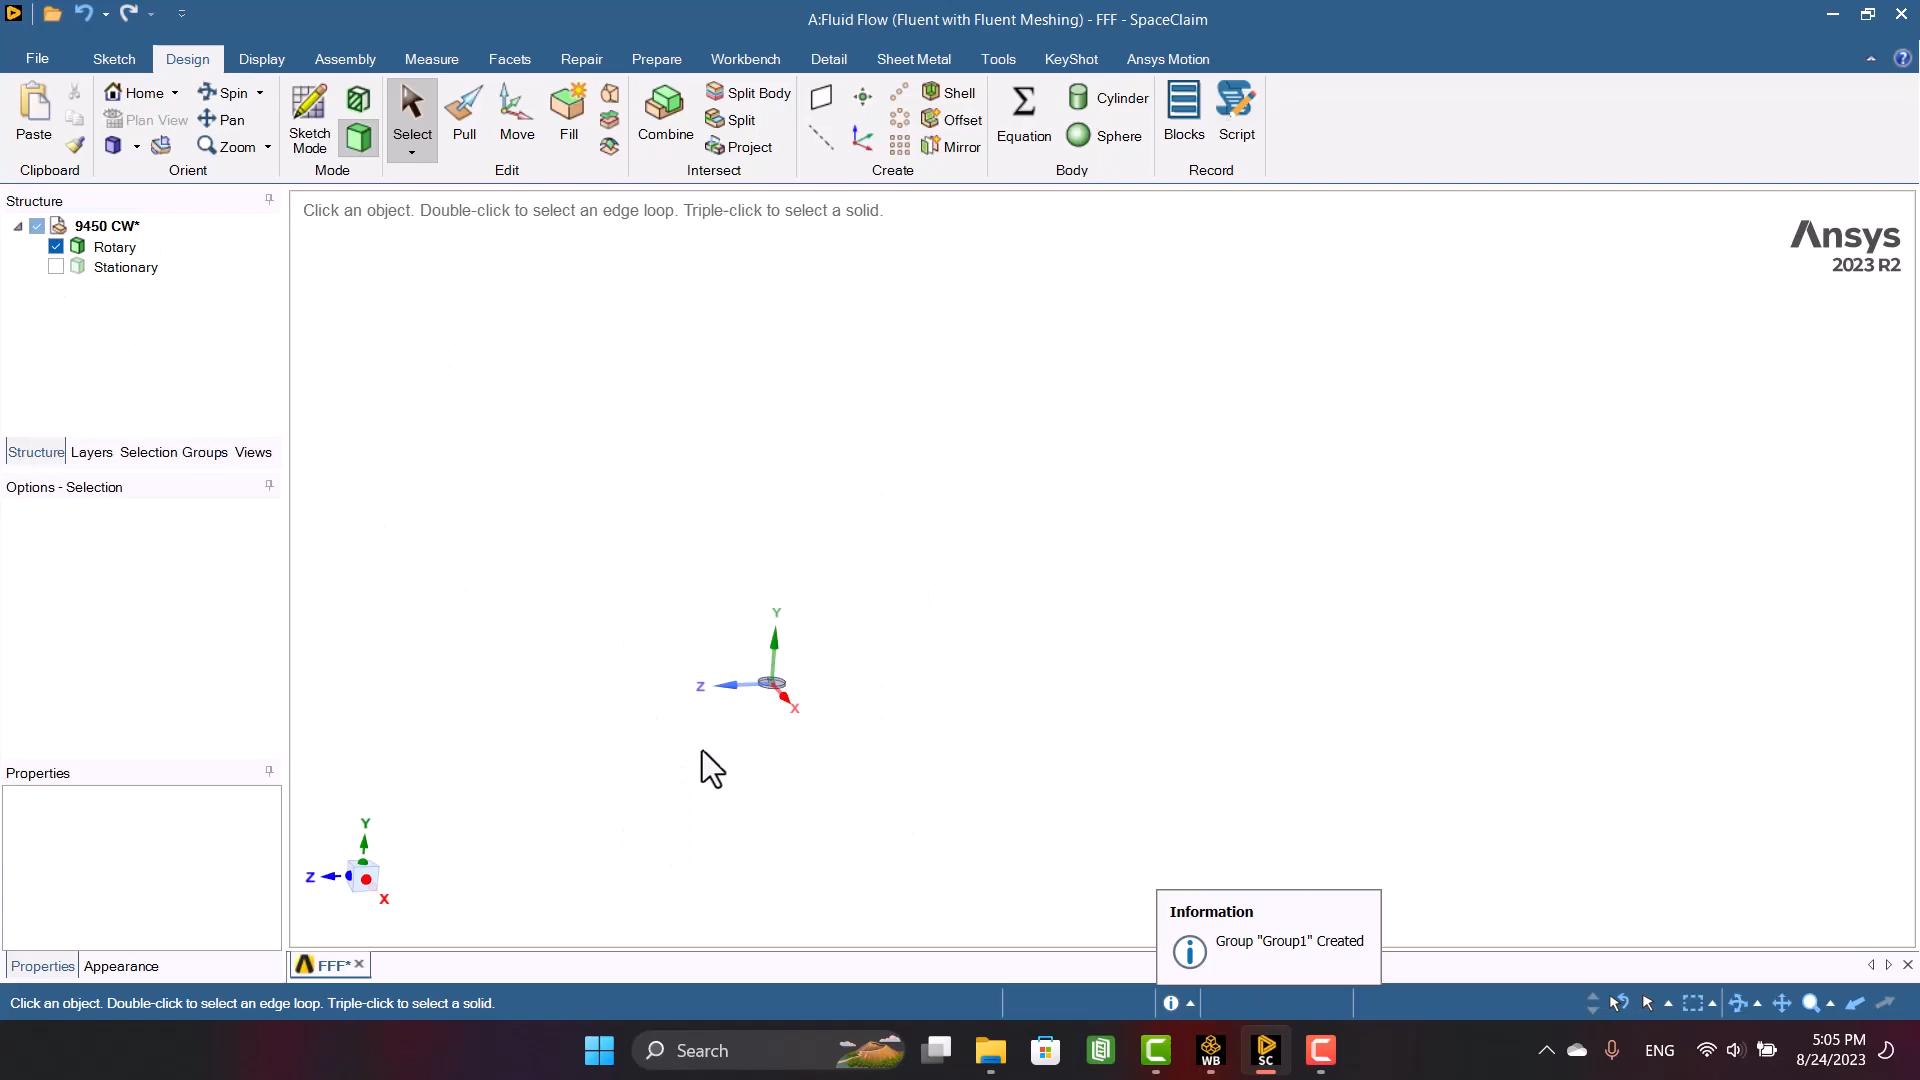 A:Fluid Flow (Fluent with Fluent Meshing) - FFF - SpaceClaim
File Sketch Design Display Assembly Measure Facets Repair Prepare Workbench Detail Sheet Metal Tools KeyShot Ansys Motion
Paste
Clipboard
Home Spin
Plan View Pan
Zoom
Orient
Sketch Mode
Mode
Select Pull Move Fill
Edit
Combine
Split Body
Split
Project
Intersect
Shell
Offset
Mirror
Create
Equation
Cylinder
Sphere
Body
Blocks Script
Record
Structure
9450 CW*
Rotary
Stationary
Structure Layers Selection Groups Views
Options - Selection
Properties
Properties Appearance
Click an object. Double-click to select an edge loop. Triple-click to select a solid.
Ansys
2023 R2
Y
Z
X
Y
Z
X
Information
Group "Group1" Created
FFF*
Click an object. Double-click to select an edge loop. Triple-click to select a solid.
Search
WB
SC
ENG
5:05 PM
8/24/2023